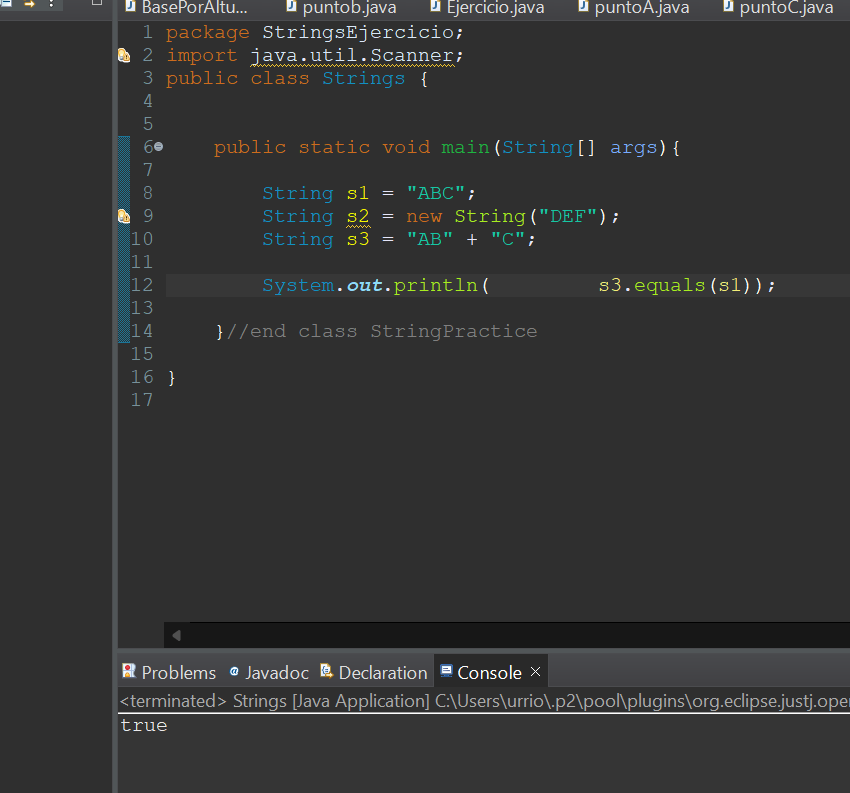 BasePorAltu... puntob.java Ejercicio.java puntoA.java puntoC.java
1 package StringsEjercicio;
2 import java.util.Scanner;
3 public class Strings {
4
5
6 public static void main(String[] args){
7
8 String s1 = "ABC";
9 String s2 = new String("DEF");
10 String s3 = "AB" + "C";
11
12 System.out.println( s3.equals(s1));
13
14 }//end class StringPractice
15
16 }
17
Problems Javadoc Declaration Console
<terminated> Strings [Java Application] C:\Users\urrio\.p2\pool\plugins\org.eclipse.justj.ope
true